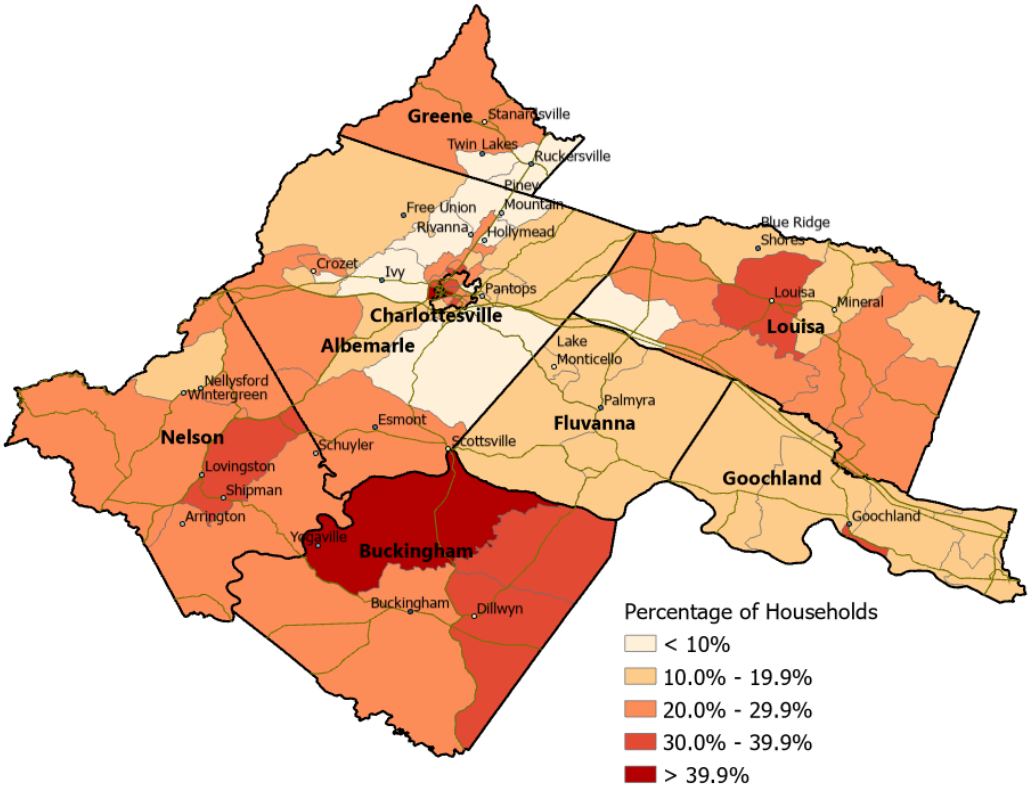 Greene
Stanardsville
Twin Lakes
Ruckersville
Piney
Mountain
Free Union
Rivanna
Hollymead
Blue Ridge
Shores
Crozet
Ivy
Pantops
Louisa
Mineral
Charlottesville
Louisa
Albemarle
Lake
Monticello
Nellysford
Wintergreen
Palmyra
Esmont
Fluvanna
Nelson
Schuyler
Scottsville
Lovingston
Goochland
Shipman
Arrington
Goochland
Yogaville
Buckingham
Buckingham
Dillwyn
Percentage of Households
< 10%
10.0% - 19.9%
20.0% - 29.9%
30.0% - 39.9%
> 39.9%